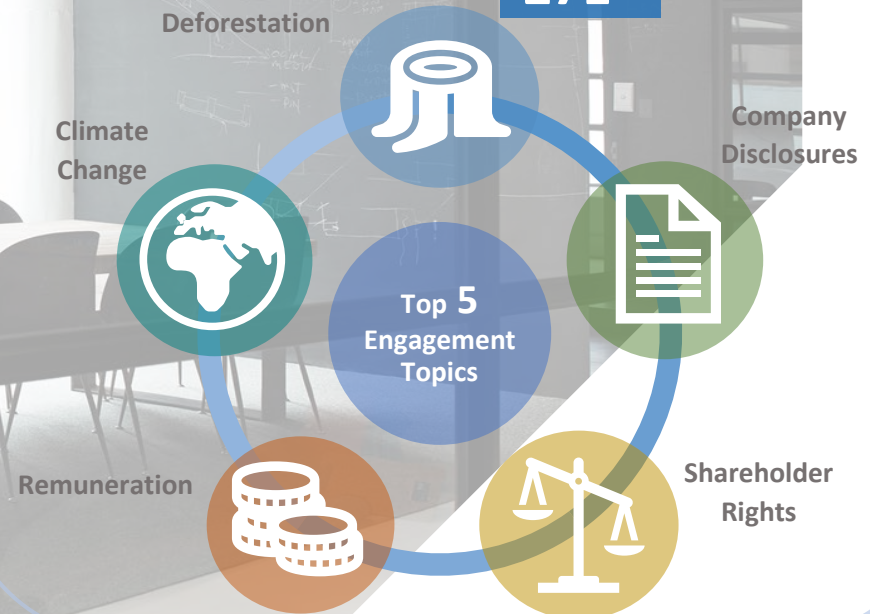 Deforestation
Climate
Change
Company
Disclosures
Top 5
Engagement
Topics
Remuneration
Shareholder
Rights